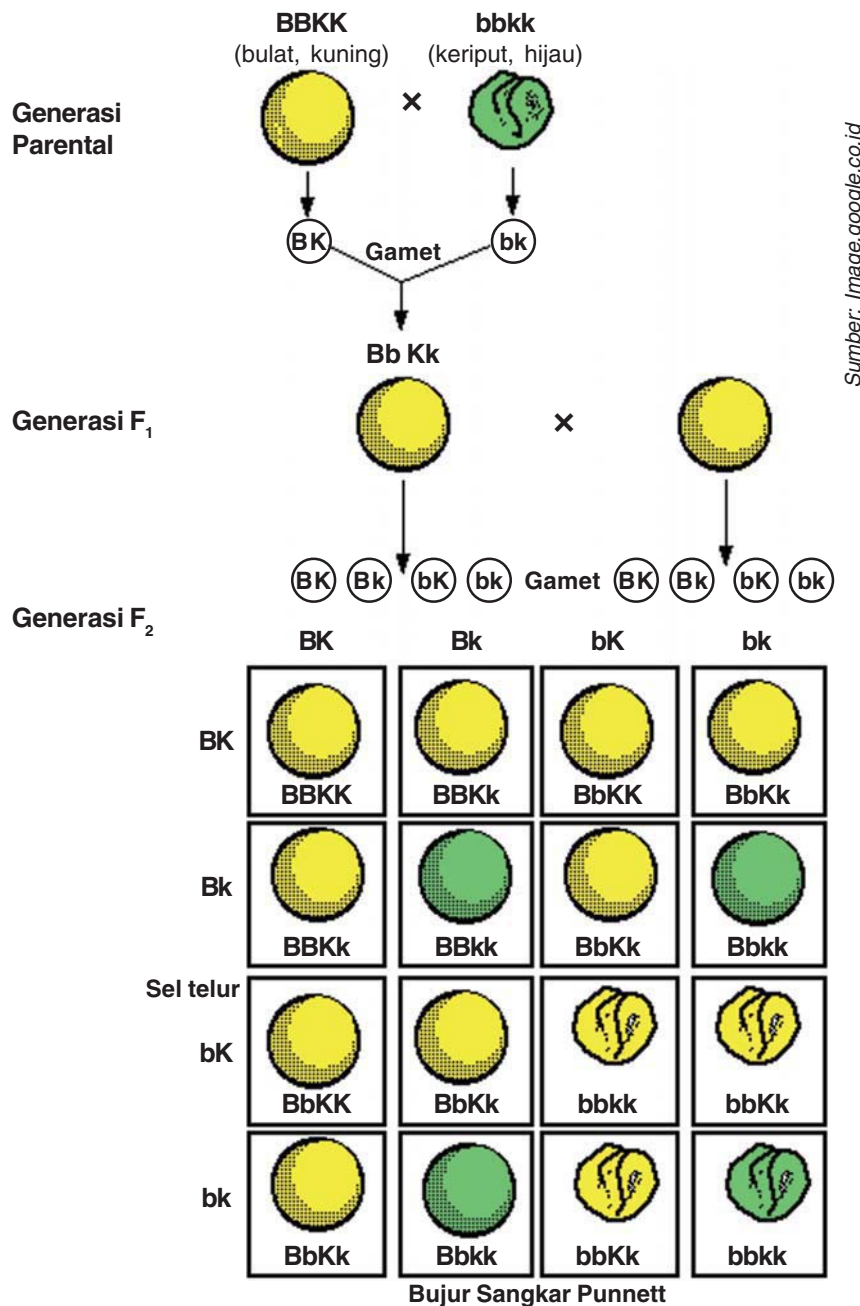 BBKK
(bulat, kuning)
bbkk
(keriput, hijau)
×
Generasi
Parental
Sumber: Image.google.co.id
BK
Gamet
bk
Bb Kk
Generasi F1
×
BK Bk bK bk Gamet BK Bk bK bk
Generasi F2
BK Bk bK bk
BK
BBKK BBKk BbKK BbKk
Bk
BBKk BBkk BbKk Bbkk
Sel telur
bK
BbKK BbKk bbkk bbKk
bk
BbKk Bbkk bbKk bbkk
Bujur Sangkar Punnett